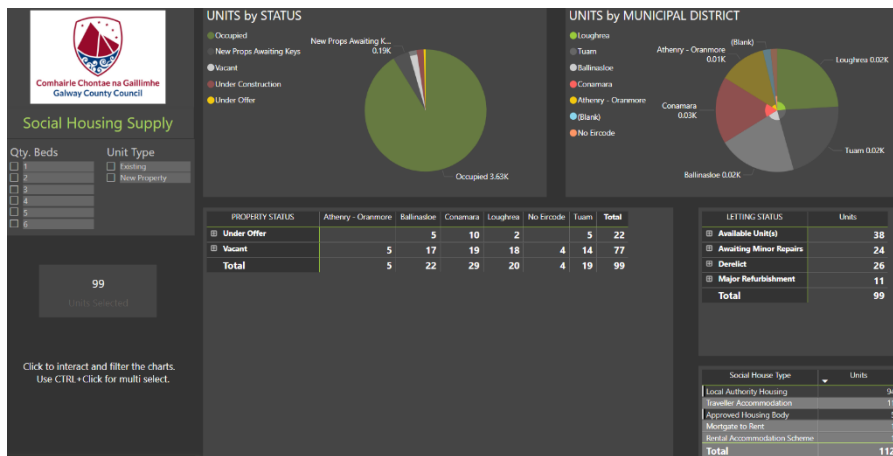 Comhairle Chontae na Gaillimhe
Galway County Council
Social Housing Supply
Qty. Beds
1
2
3
4
5
6
Unit Type
Existing
New Property
99
Units Selected
Click to interact and filter the charts.
Use CTRL+Click for multi select.
UNITS by STATUS
Occupied
New Props Awaiting Keys
Vacant
Under Construction
Under Offer
New Props Awaiting K...
0.19K
Occupied 3.63K
UNITS by MUNICIPAL DISTRICT
Loughrea
Tuam
Ballinasloe
Conamara
Athenry - Oranmore
(Blank)
No Eircode
(Blank)
Athenry - Oranmore
0.01K
Loughrea 0.02K
Conamara
0.03K
Tuam 0.02K
Ballinasloe 0.02K
PROPERTY STATUS Athenry - Oranmore Ballinasloe Conamara Loughrea No Eircode Tuam Total
Under Offer 5 10 2 5 22
Vacant 5 17 19 18 4 14 77
Total 5 22 29 20 4 19 99
LETTING STATUS Units
Available Unit(s) 38
Awaiting Minor Repairs 24
Derelict 26
Major Refurbishment 11
Total 99
Social House Type Units
Local Authority Housing
Traveller Accommodation
Approved Housing Body
Mortgate to Rent
Rental Accommodation Scheme
Total